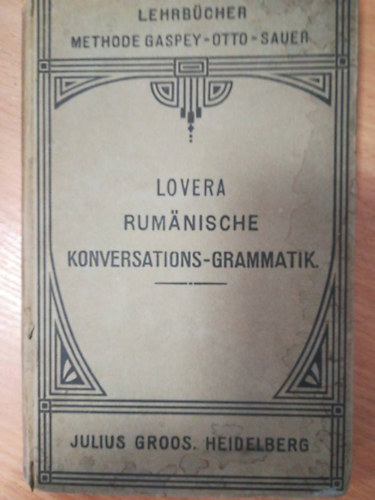 LEHRBÜCHER
METHODE GASPEY-OTTO-SAUER
LOVERA
RUMÄNISCHE
KONVERSATIONS-GRAMMATIK.
JULIUS GROOS. HEIDELBERG